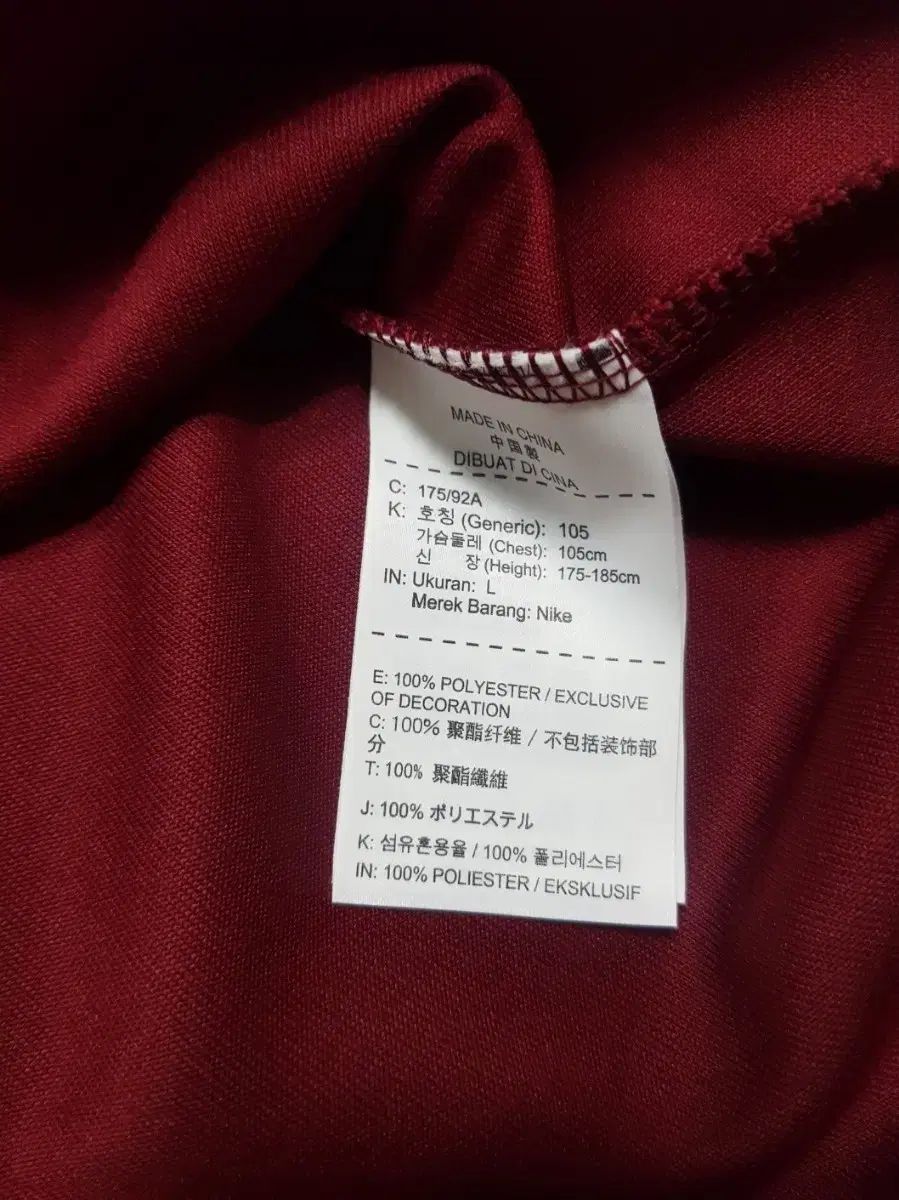 MADE IN CHINA
中国製
DIBUAT DI CINA
C: 175/92A
K: 호칭 (Generic): 105
가슴둘레 (Chest): 105cm
신 장 (Height): 175-185cm
IN: Ukuran: L
Merek Barang: Nike
E: 100% POLYESTER / EXCLUSIVE
OF DECORATION
C: 100% 聚酯纤维 / 不包括装饰部
分
T: 100% 聚酯纖維
J: 100% ポリエステル
K: 섬유혼용율 / 100% 폴리에스터
IN: 100% POLIESTER / EKSKLUSIF